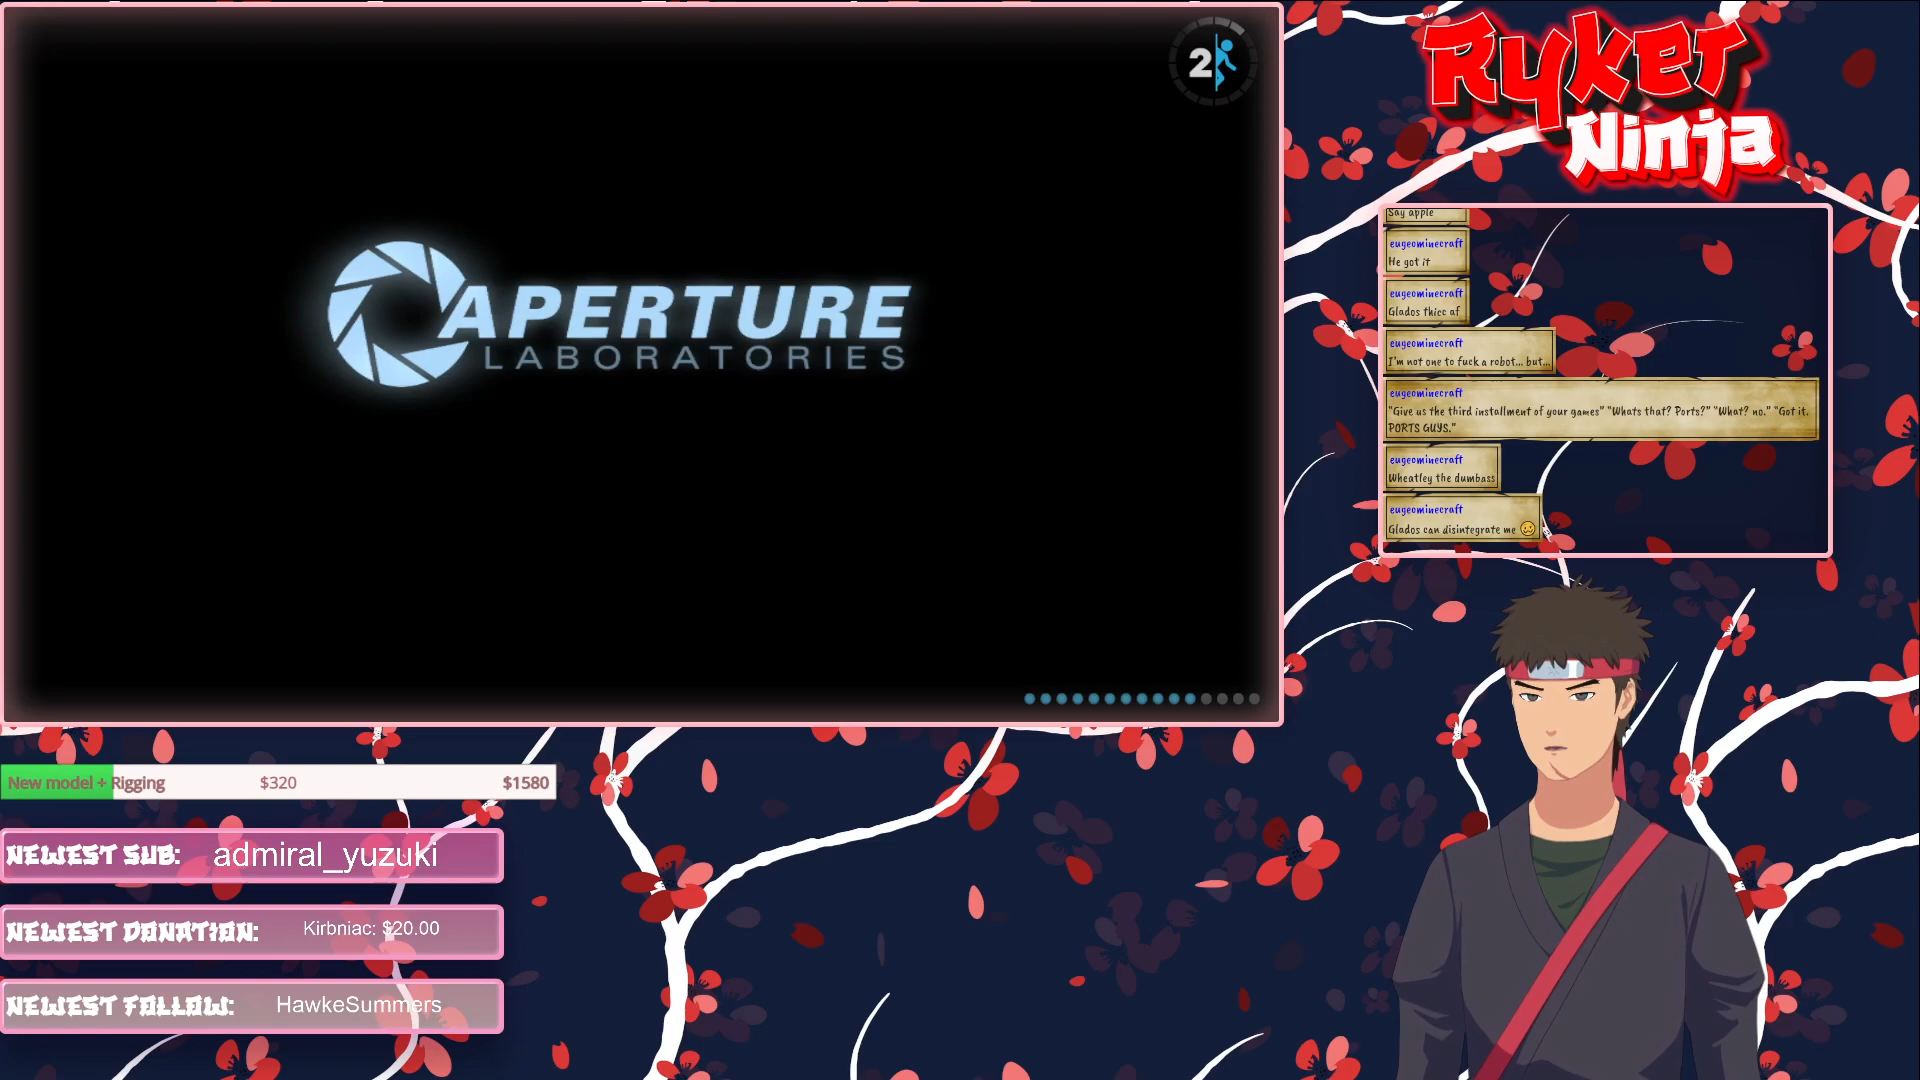 2
APERTURE
LABORATORIES
Ryker
Ninja
Say apple
eugeominecraft
He got it
eugeominecraft
Glados thicc af
eugeominecraft
I'm not one to fuck a robot... but...
eugeominecraft
"Give us the third installment of your games" "Whats that? Ports?" "What? no." "Got it.
PORTS GUYS."
eugeominecraft
Wheatley the dumbass
eugeominecraft
Glados can disintegrate me
New model + Rigging $320 $1580
NEWEST SUB: admiral_yuzuki
NEWEST DONATION: Kirbniac: $20.00
NEWEST FOLLOW: HawkeSummers